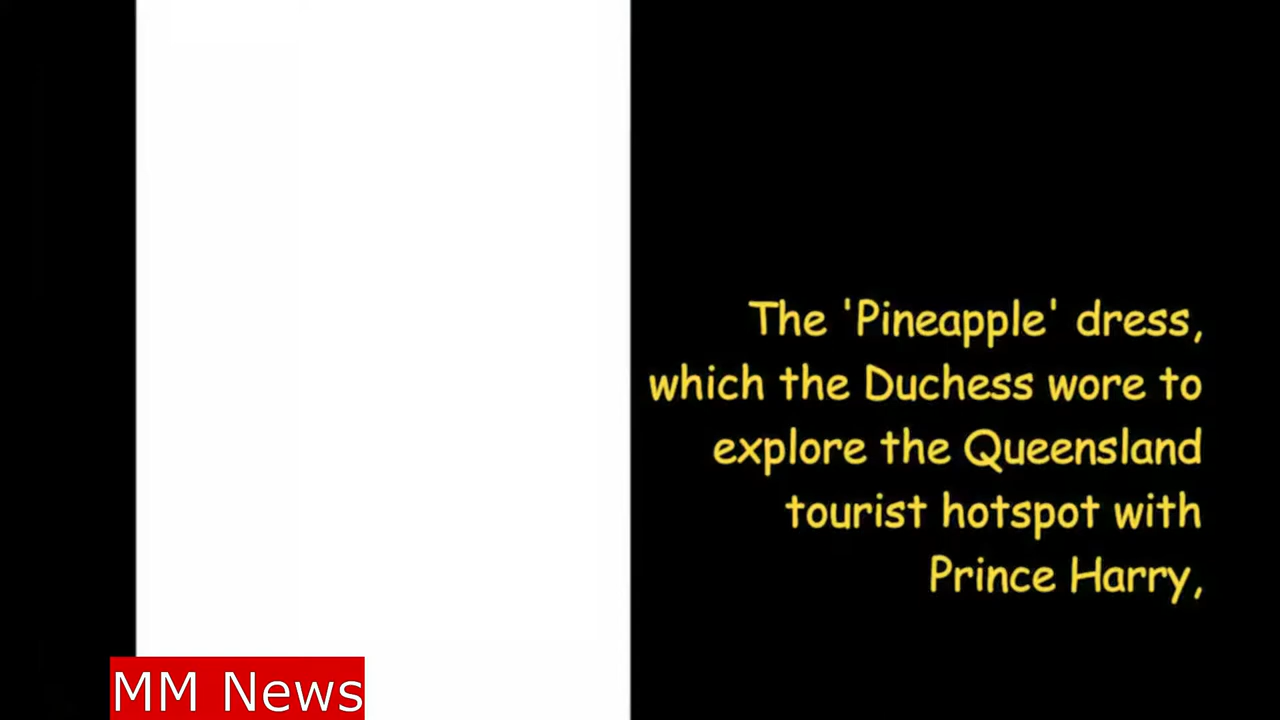 The 'Pineapple' dress,
which the Duchess wore to
explore the Queensland
tourist hotspot with
Prince Harry,
MM News